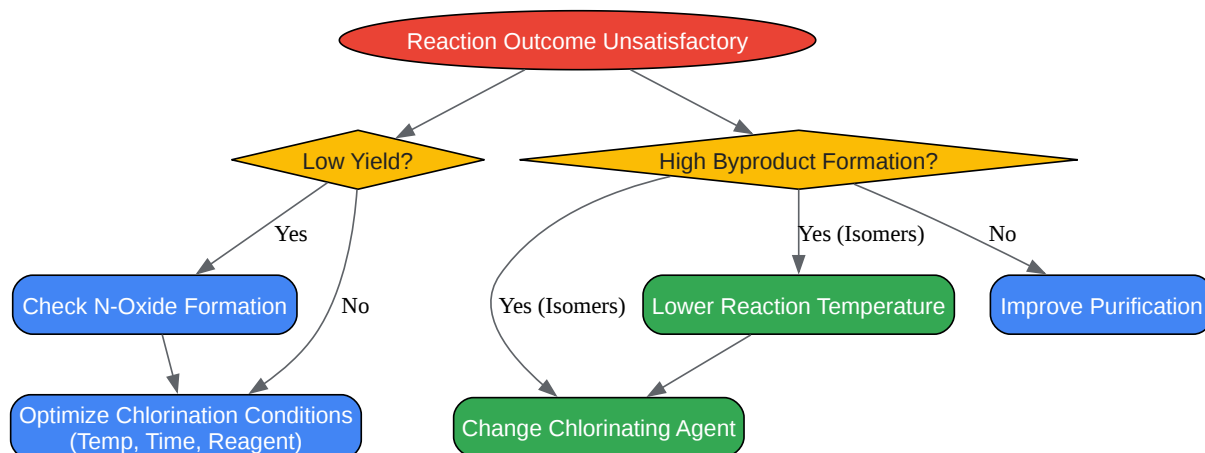 Reaction Outcome Unsatisfactory
Low Yield?
High Byproduct Formation?
Yes
Yes (Isomers)
No
Check N-Oxide Formation
No
Yes (Isomers)
Lower Reaction Temperature
Improve Purification
Optimize Chlorination Conditions
(Temp, Time, Reagent)
Change Chlorinating Agent